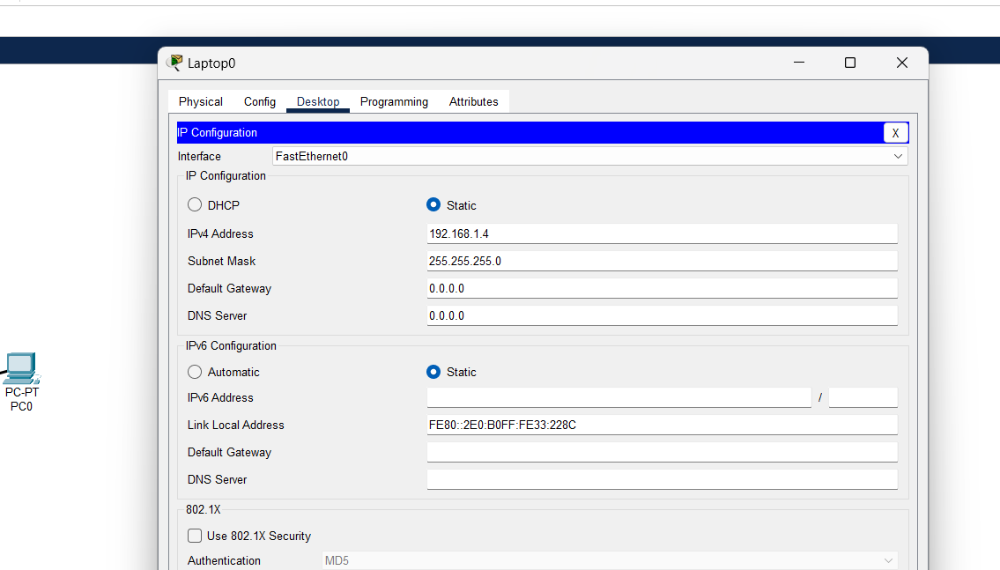 Laptop0
Physical Config Desktop Programming Attributes
IP Configuration X
Interface FastEthernet0
IP Configuration
DHCP Static
IPv4 Address 192.168.1.4
Subnet Mask 255.255.255.0
Default Gateway 0.0.0.0
DNS Server 0.0.0.0
IPv6 Configuration
Automatic Static
IPv6 Address /
Link Local Address FE80::2E0:B0FF:FE33:228C
Default Gateway
DNS Server
802.1X
Use 802.1X Security
Authentication MD5
PC-PT
PC0